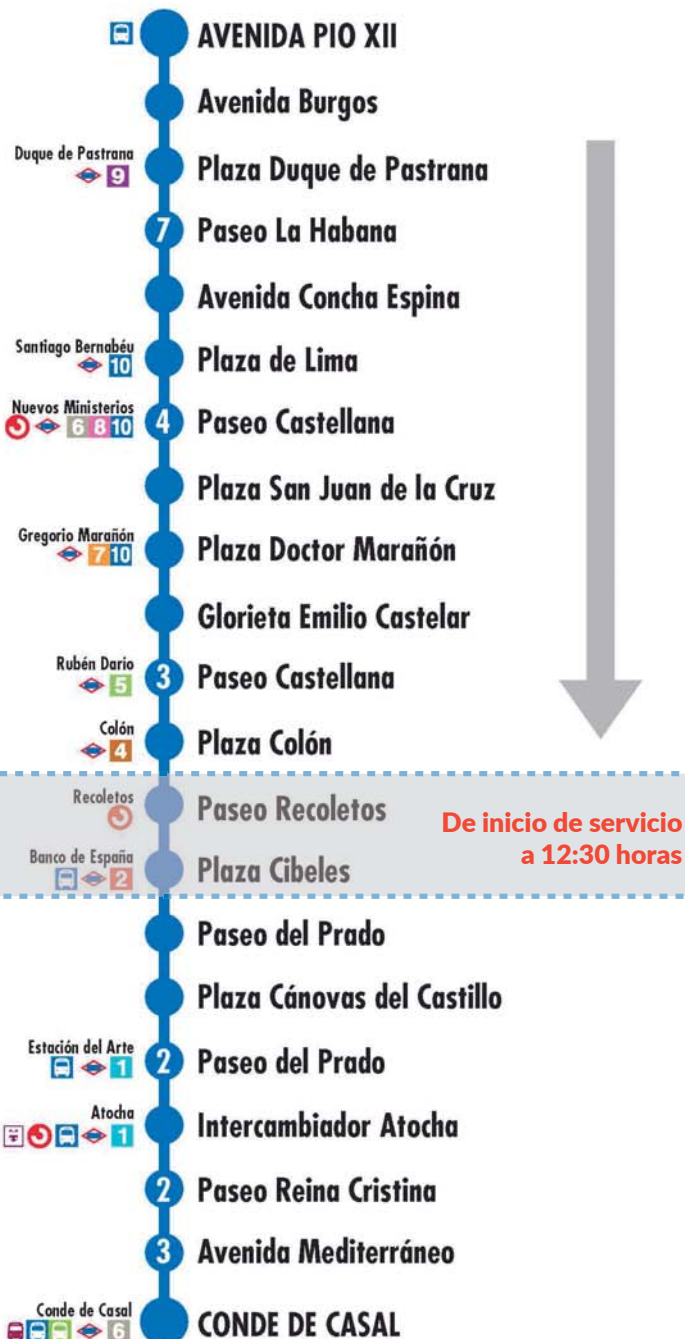 AVENIDA PIO XII
Avenida Burgos
Duque de Pastrana
9
Plaza Duque de Pastrana
7
Paseo La Habana
Avenida Concha Espina
Santiago Bernabéu
10
Plaza de Lima
Nuevos Ministerios
6 8 10
4
Paseo Castellana
Plaza San Juan de la Cruz
Gregorio Marañón
7 10
Plaza Doctor Marañón
Glorieta Emilio Castelar
Rubén Dario
5
3
Paseo Castellana
Colón
4
Plaza Colón
Recoletos
Paseo Recoletos
De inicio de servicio
a 12:30 horas
Banco de España
2
Plaza Cibeles
Paseo del Prado
Plaza Cánovas del Castillo
Estación del Arte
1
2
Paseo del Prado
Atocha
1
Intercambiador Atocha
2
Paseo Reina Cristina
3
Avenida Mediterráneo
Conde de Casal
6
CONDE DE CASAL